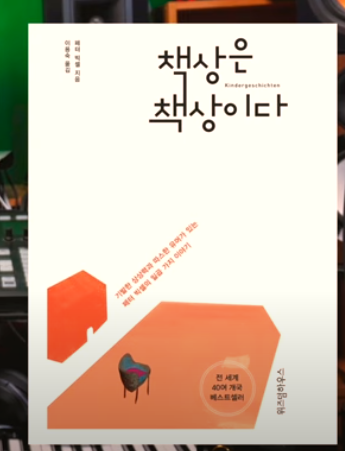 페터 빅셀 지음
이용숙 옮김
책상은
책상이다
Kindergeschichten
기발한 상상력과 따스한 유머가 있는
페터 빅셀의 일곱 가지 이야기
전 세계
40여 개국
베스트셀러
위즈덤하우스